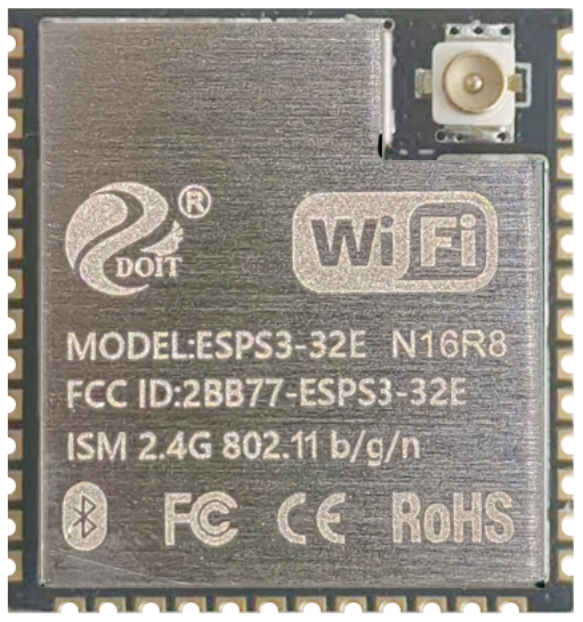 DOIT ®
WiFi
MODEL:ESPS3-32E N16R8
FCC ID:2BB77-ESPS3-32E
ISM 2.4G 802.11 b/g/n
FC CE RoHS